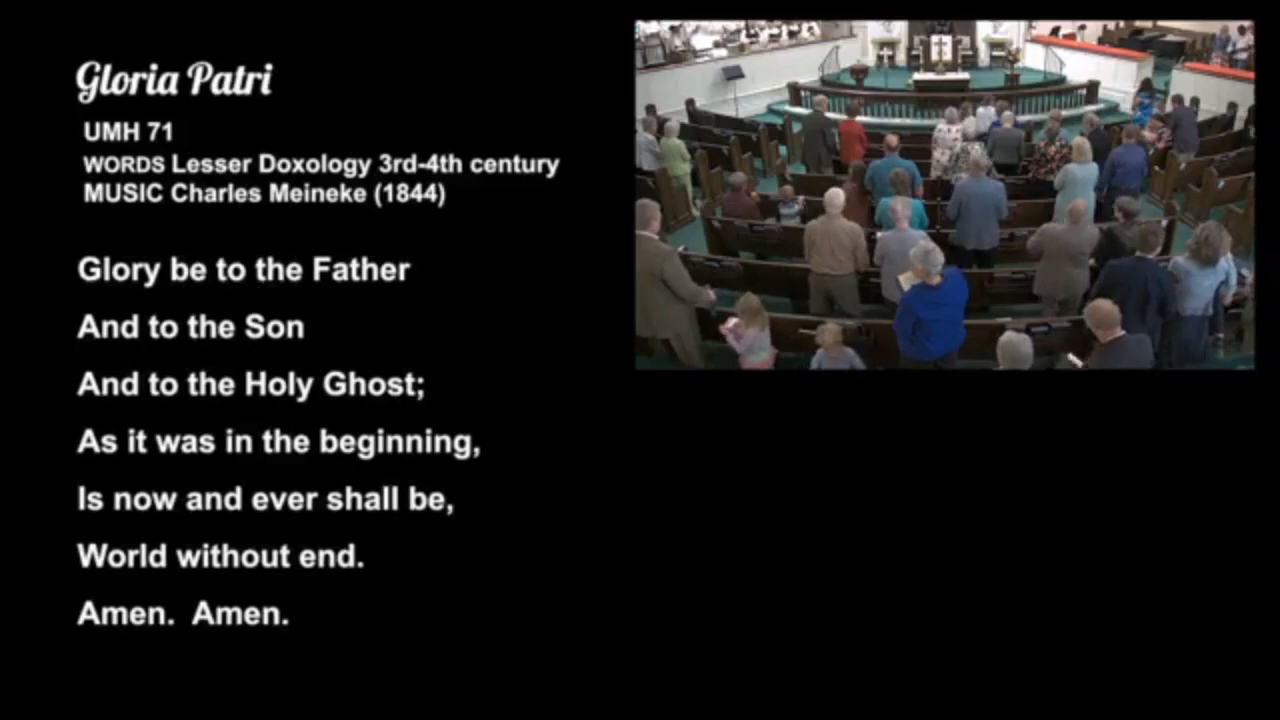 Gloria Patri
UMH 71
WORDS Lesser Doxology 3rd-4th century
MUSIC Charles Meineke (1844)
Glory be to the Father
And to the Son
And to the Holy Ghost;
As it was in the beginning,
Is now and ever shall be,
World without end.
Amen.  Amen.